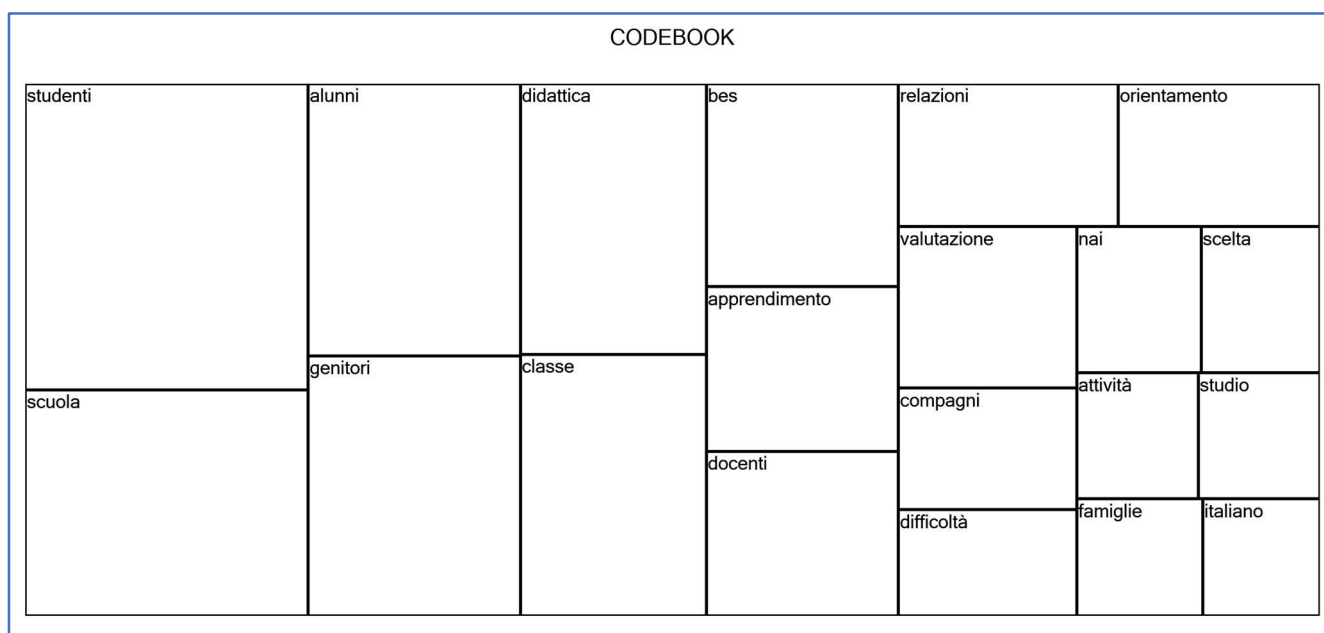 CODEBOOK
studenti
scuola
alunni
genitori
didattica
classe
bes
apprendimento
docenti
relazioni
orientamento
valutazione
compagni
difficoltà
nai
scelta
attività
studio
famiglie
italiano